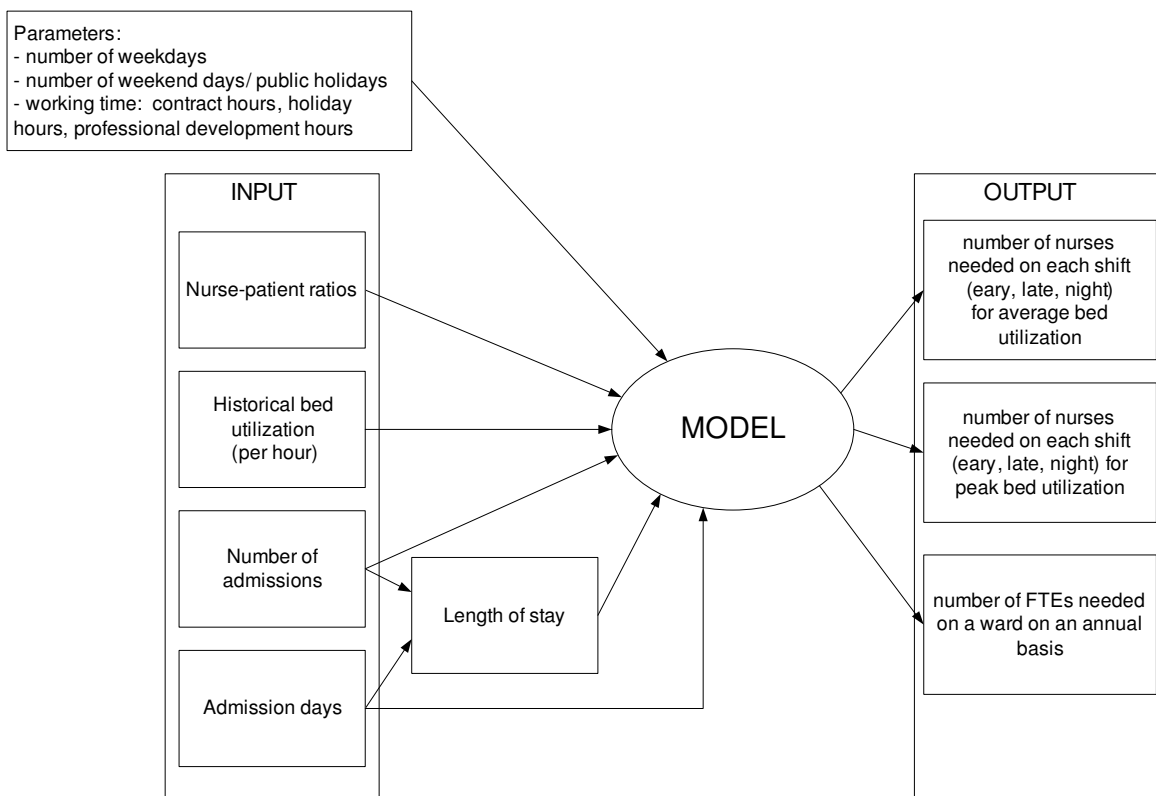 Parameters:
- number of weekdays
- number of weekend days/ public holidays
- working time: contract hours, holiday
hours, professional development hours
INPUT
Nurse-patient ratios
Historical bed
utilization
(per hour)
Number of
admissions
Admission days
Length of stay
MODEL
OUTPUT
number of nurses
needed on each shift
(eary, late, night)
for average bed
utilization
number of nurses
needed on each shift
(eary, late, night) for
peak bed utilization
number of FTEs needed
on a ward on an annual
basis